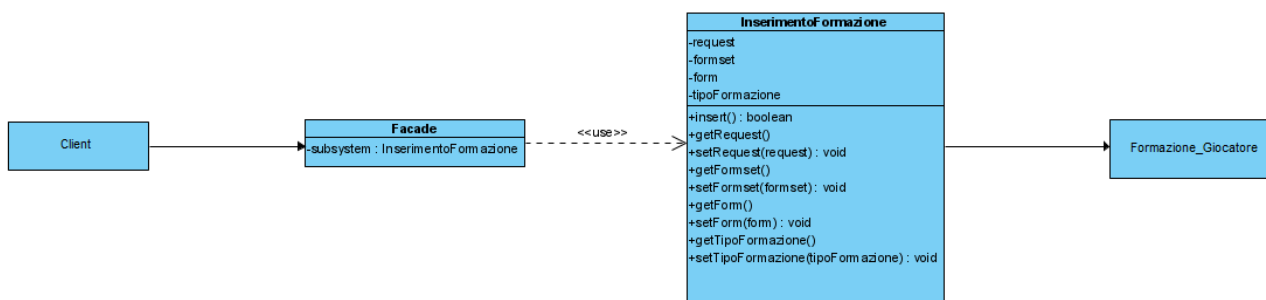 Client
Facade
-subsystem : InserimentoFormazione
<<use>>
InserimentoFormazione
-request
-formset
-form
-tipoFormazione
+insert() : boolean
+getRequest()
+setRequest(request) : void
+getFormset()
+setFormset(formset) : void
+getForm()
+setForm(form) : void
+getTipoFormazione()
+setTipoFormazione(tipoFormazione) : void
Formazione_Giocatore